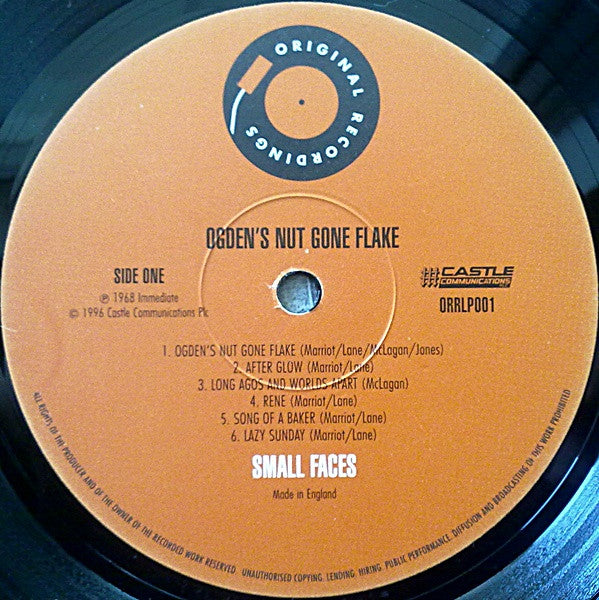 ORIGINAL RECORDINGS
OGDEN'S NUT GONE FLAKE
SIDE ONE
℗ 1968 Immediate
© 1996 Castle Communications Plc
CASTLE
COMMUNICATIONS
ORRLP001
1. OGDEN'S NUT GONE FLAKE (Marriot/Lane/McLagan/Janes)
2. AFTER GLOW (Marriot/Lane)
3. LONG AGOS AND WORLDS APART (McLagan)
4. RENE (Marriot/Lane)
5. SONG OF A BAKER (Marriot/Lane)
6. LAZY SUNDAY (Marriot/Lane)
SMALL FACES
Made in England
ALL RIGHTS OF THE PRODUCER AND OF THE OWNER OF THE RECORDED WORK RESERVED. UNAUTHORISED COPYING, LENDING, HIRING, PUBLIC PERFORMANCE, DIFFUSION AND BROADCASTING OF THIS WORK PROHIBITED